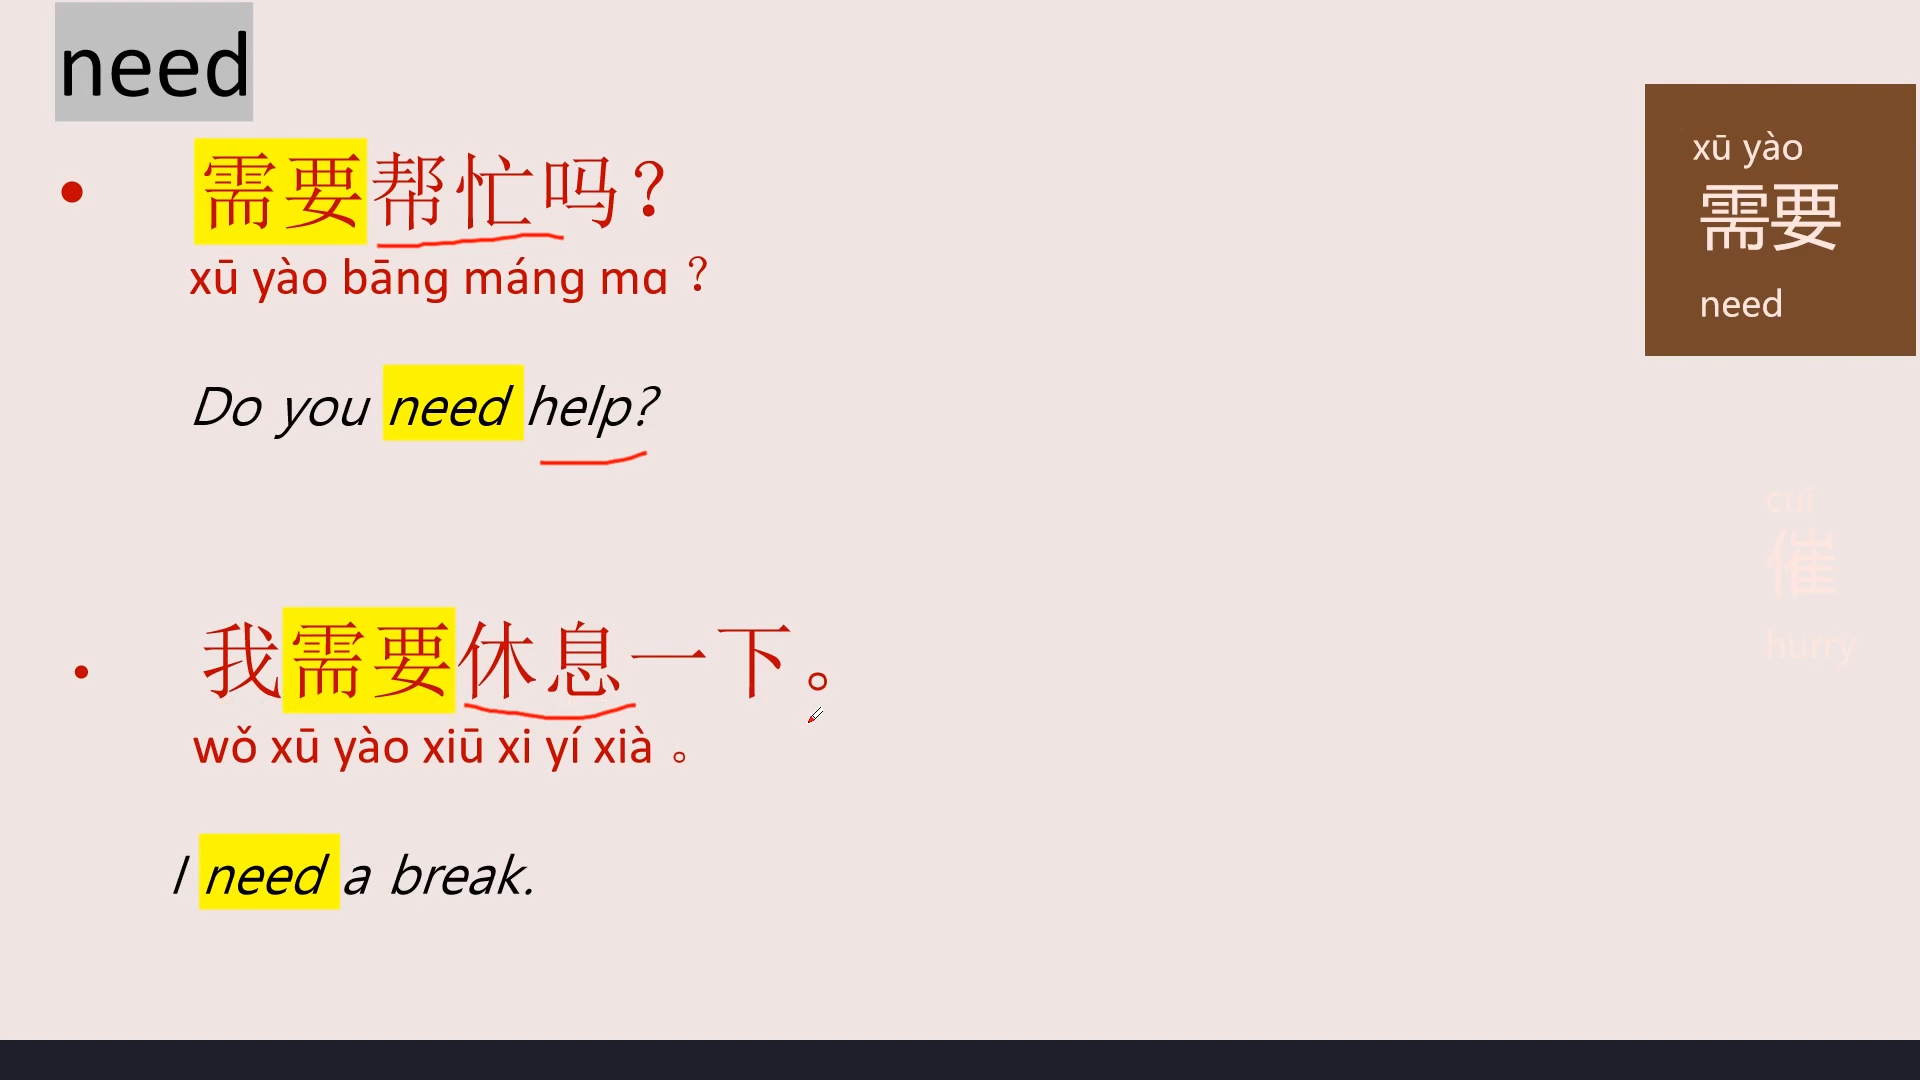 need
需要帮忙吗？
xū yào bāng máng mɑ ？
Do you need help?
我需要休息一下。
wǒ xū yào xiū xi yí xià 。
I need a break.
xū yào
需要
need
cuī
催
hurry